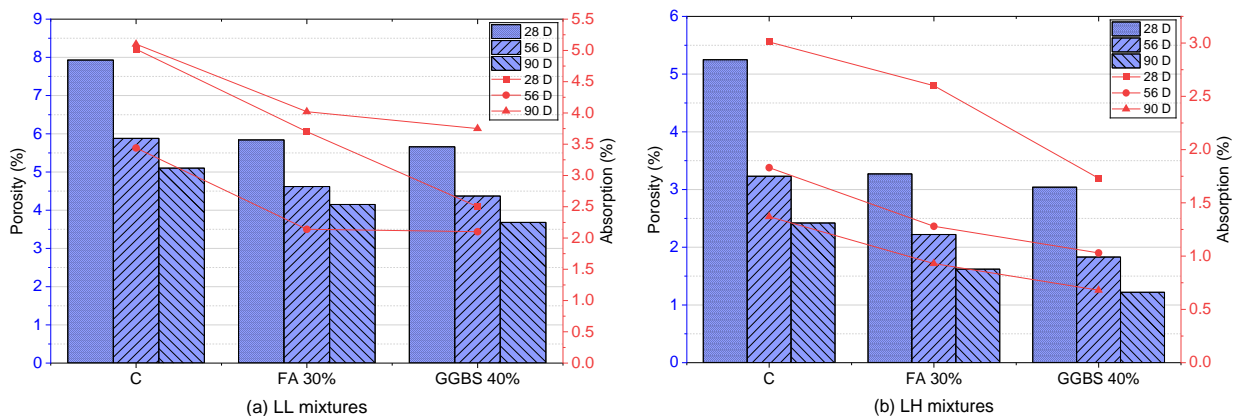 9
8
7
6
5
4
3
2
1
0
Porosity (%)
5.5
5.0
4.5
4.0
3.5
3.0
2.5
2.0
1.5
1.0
0.5
0.0
Absorption (%)
28 D
56 D
90 D
28 D
56 D
90 D
C FA 30% GGBS 40%
(a) LL mixtures
6
5
4
3
2
1
0
Porosity (%)
3.0
2.5
2.0
1.5
1.0
0.5
0.0
Absorption (%)
28 D
56 D
90 D
28 D
56 D
90 D
C FA 30% GGBS 40%
(b) LH mixtures